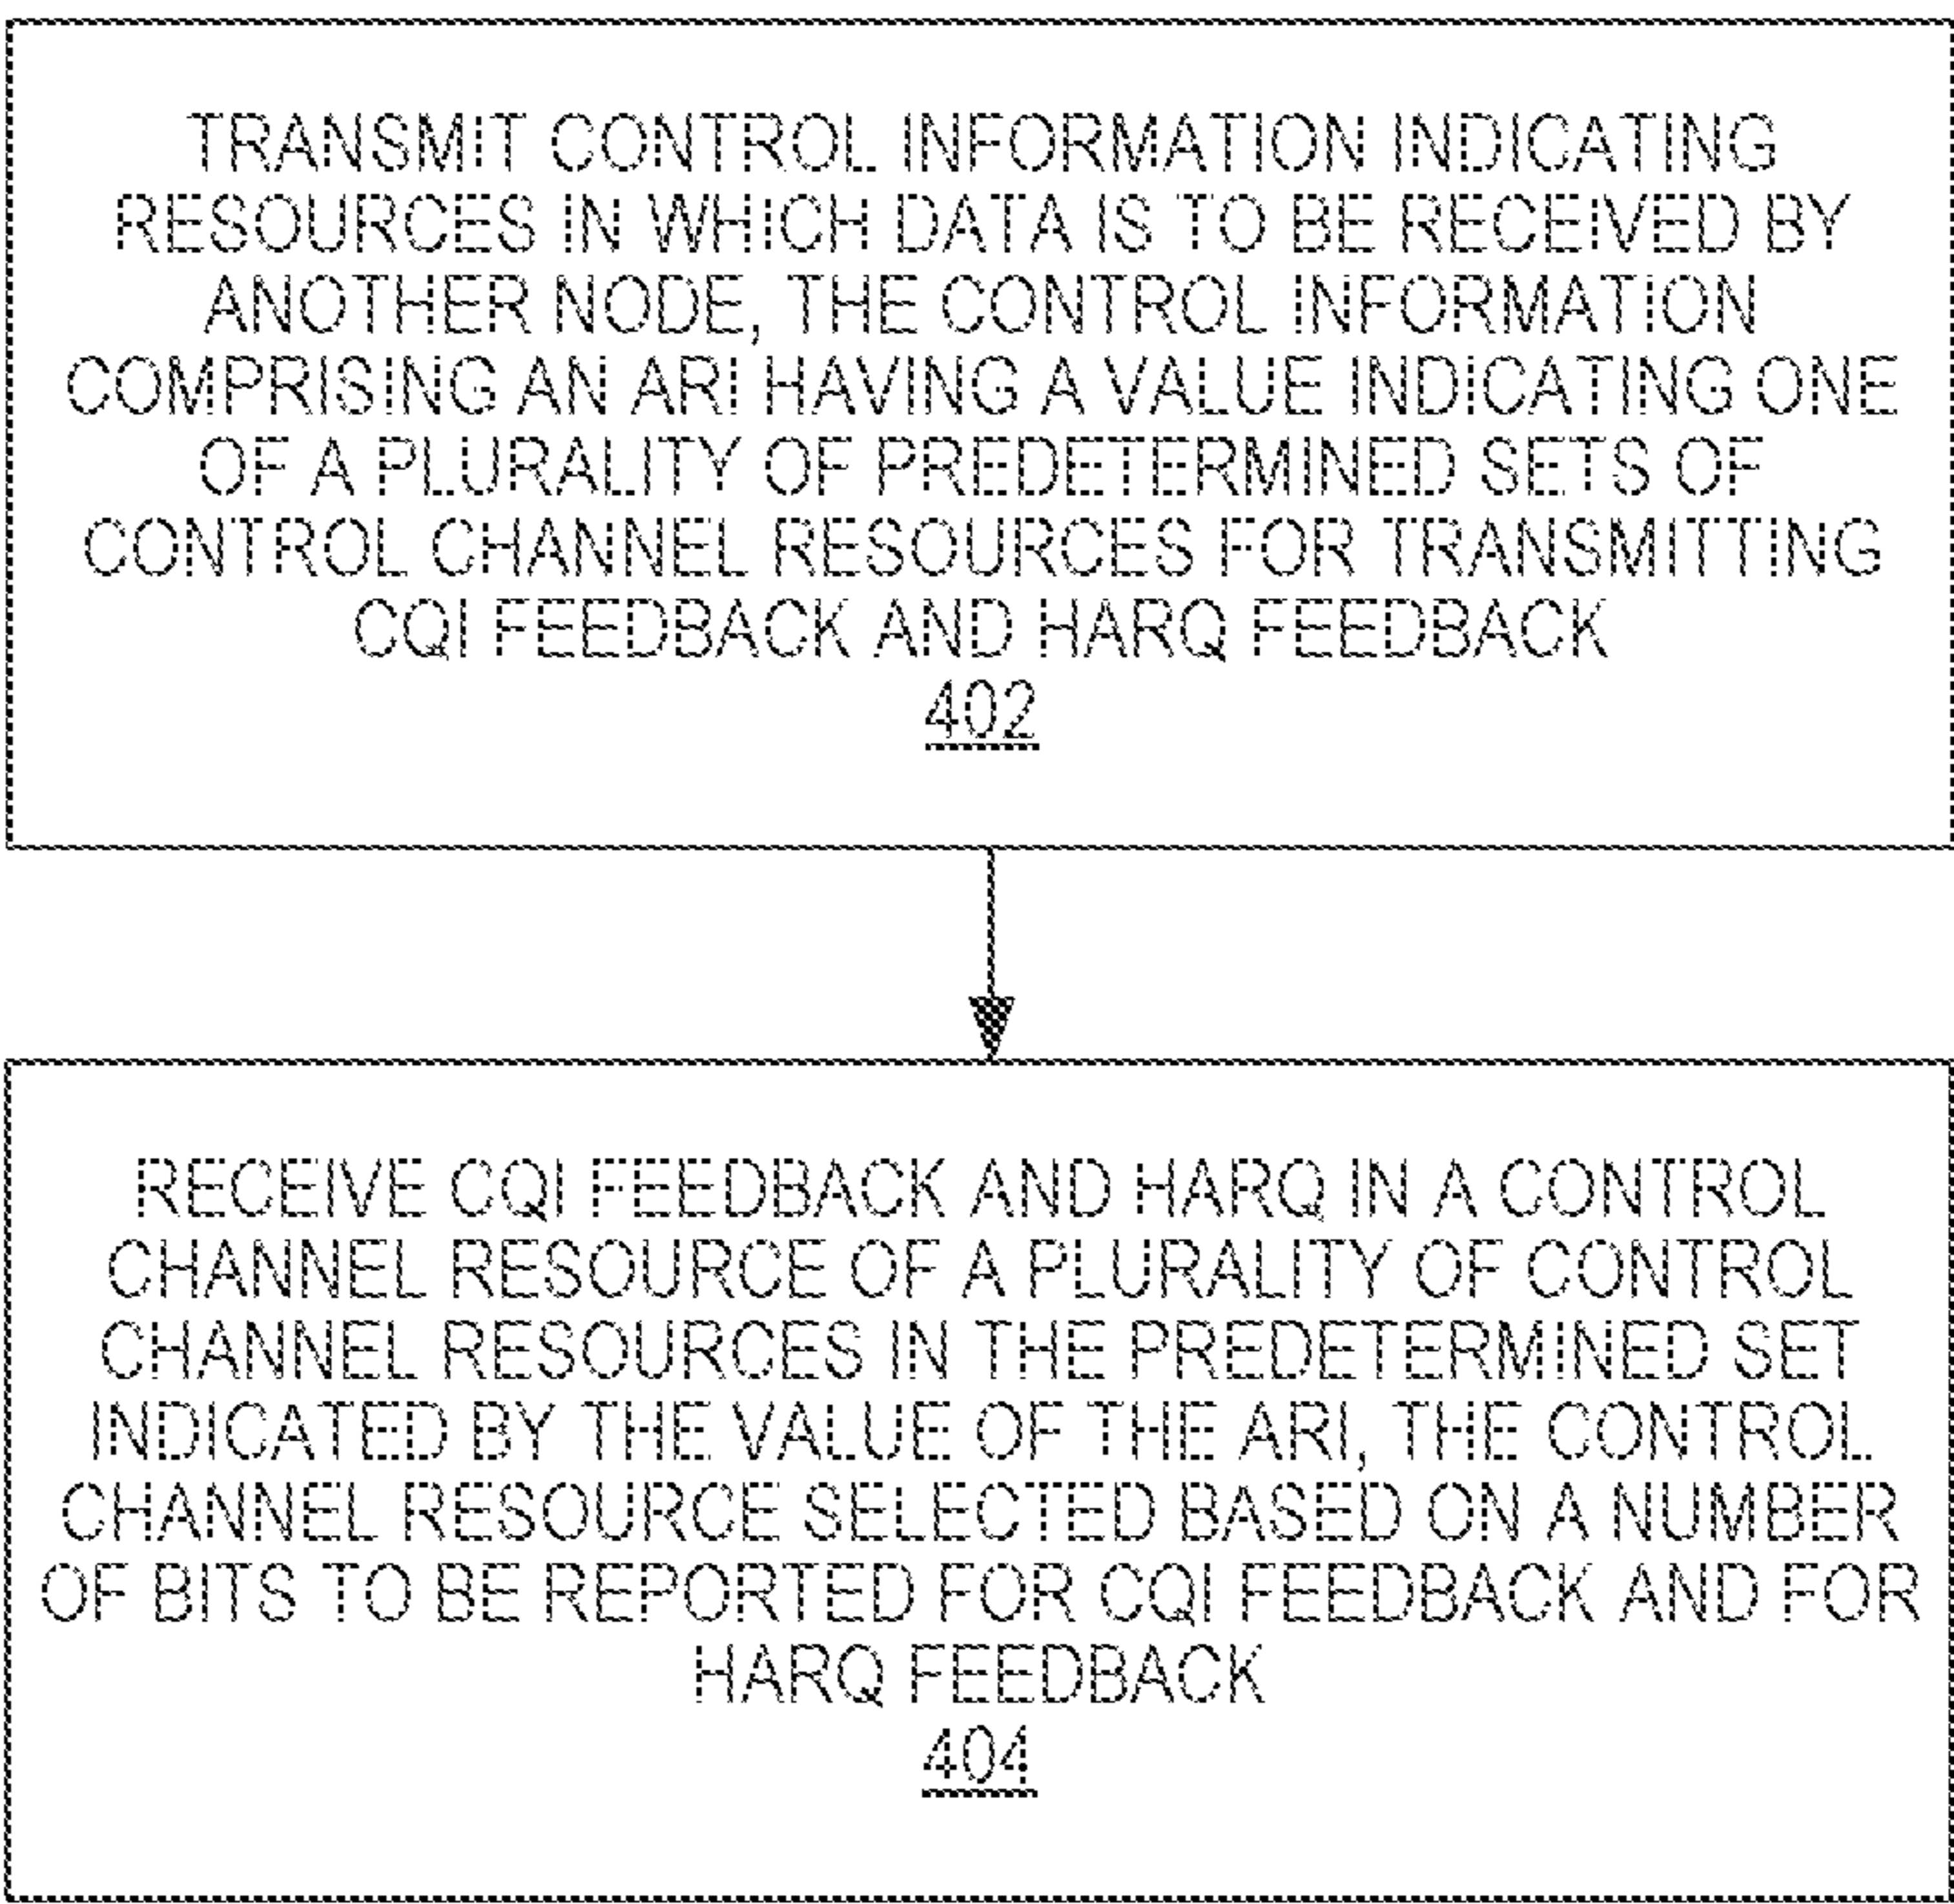 TRANSMIT CONTROL INFORMATION INDICATING
RESOURCES IN WHICH DATA IS TO BE RECEIVED BY
ANOTHER NODE, THE CONTROL INFORMATION
COMPRISING AN ARI HAVING A VALUE INDICATING ONE
OF A PLURALITY OF PREDETERMINED SETS OF
CONTROL CHANNEL RESOURCES FOR TRANSMITTING
CQI FEEDBACK AND HARQ FEEDBACK
402
RECEIVE CQI FEEDBACK AND HARQ IN A CONTROL
CHANNEL RESOURCE OF A PLURALITY OF CONTROL
CHANNEL RESOURCES IN THE PREDETERMINED SET
INDICATED BY THE VALUE OF THE ARI, THE CONTROL
CHANNEL RESOURCE SELECTED BASED ON A NUMBER
OF BITS TO BE REPORTED FOR CQI FEEDBACK AND FOR
HARQ FEEDBACK
404